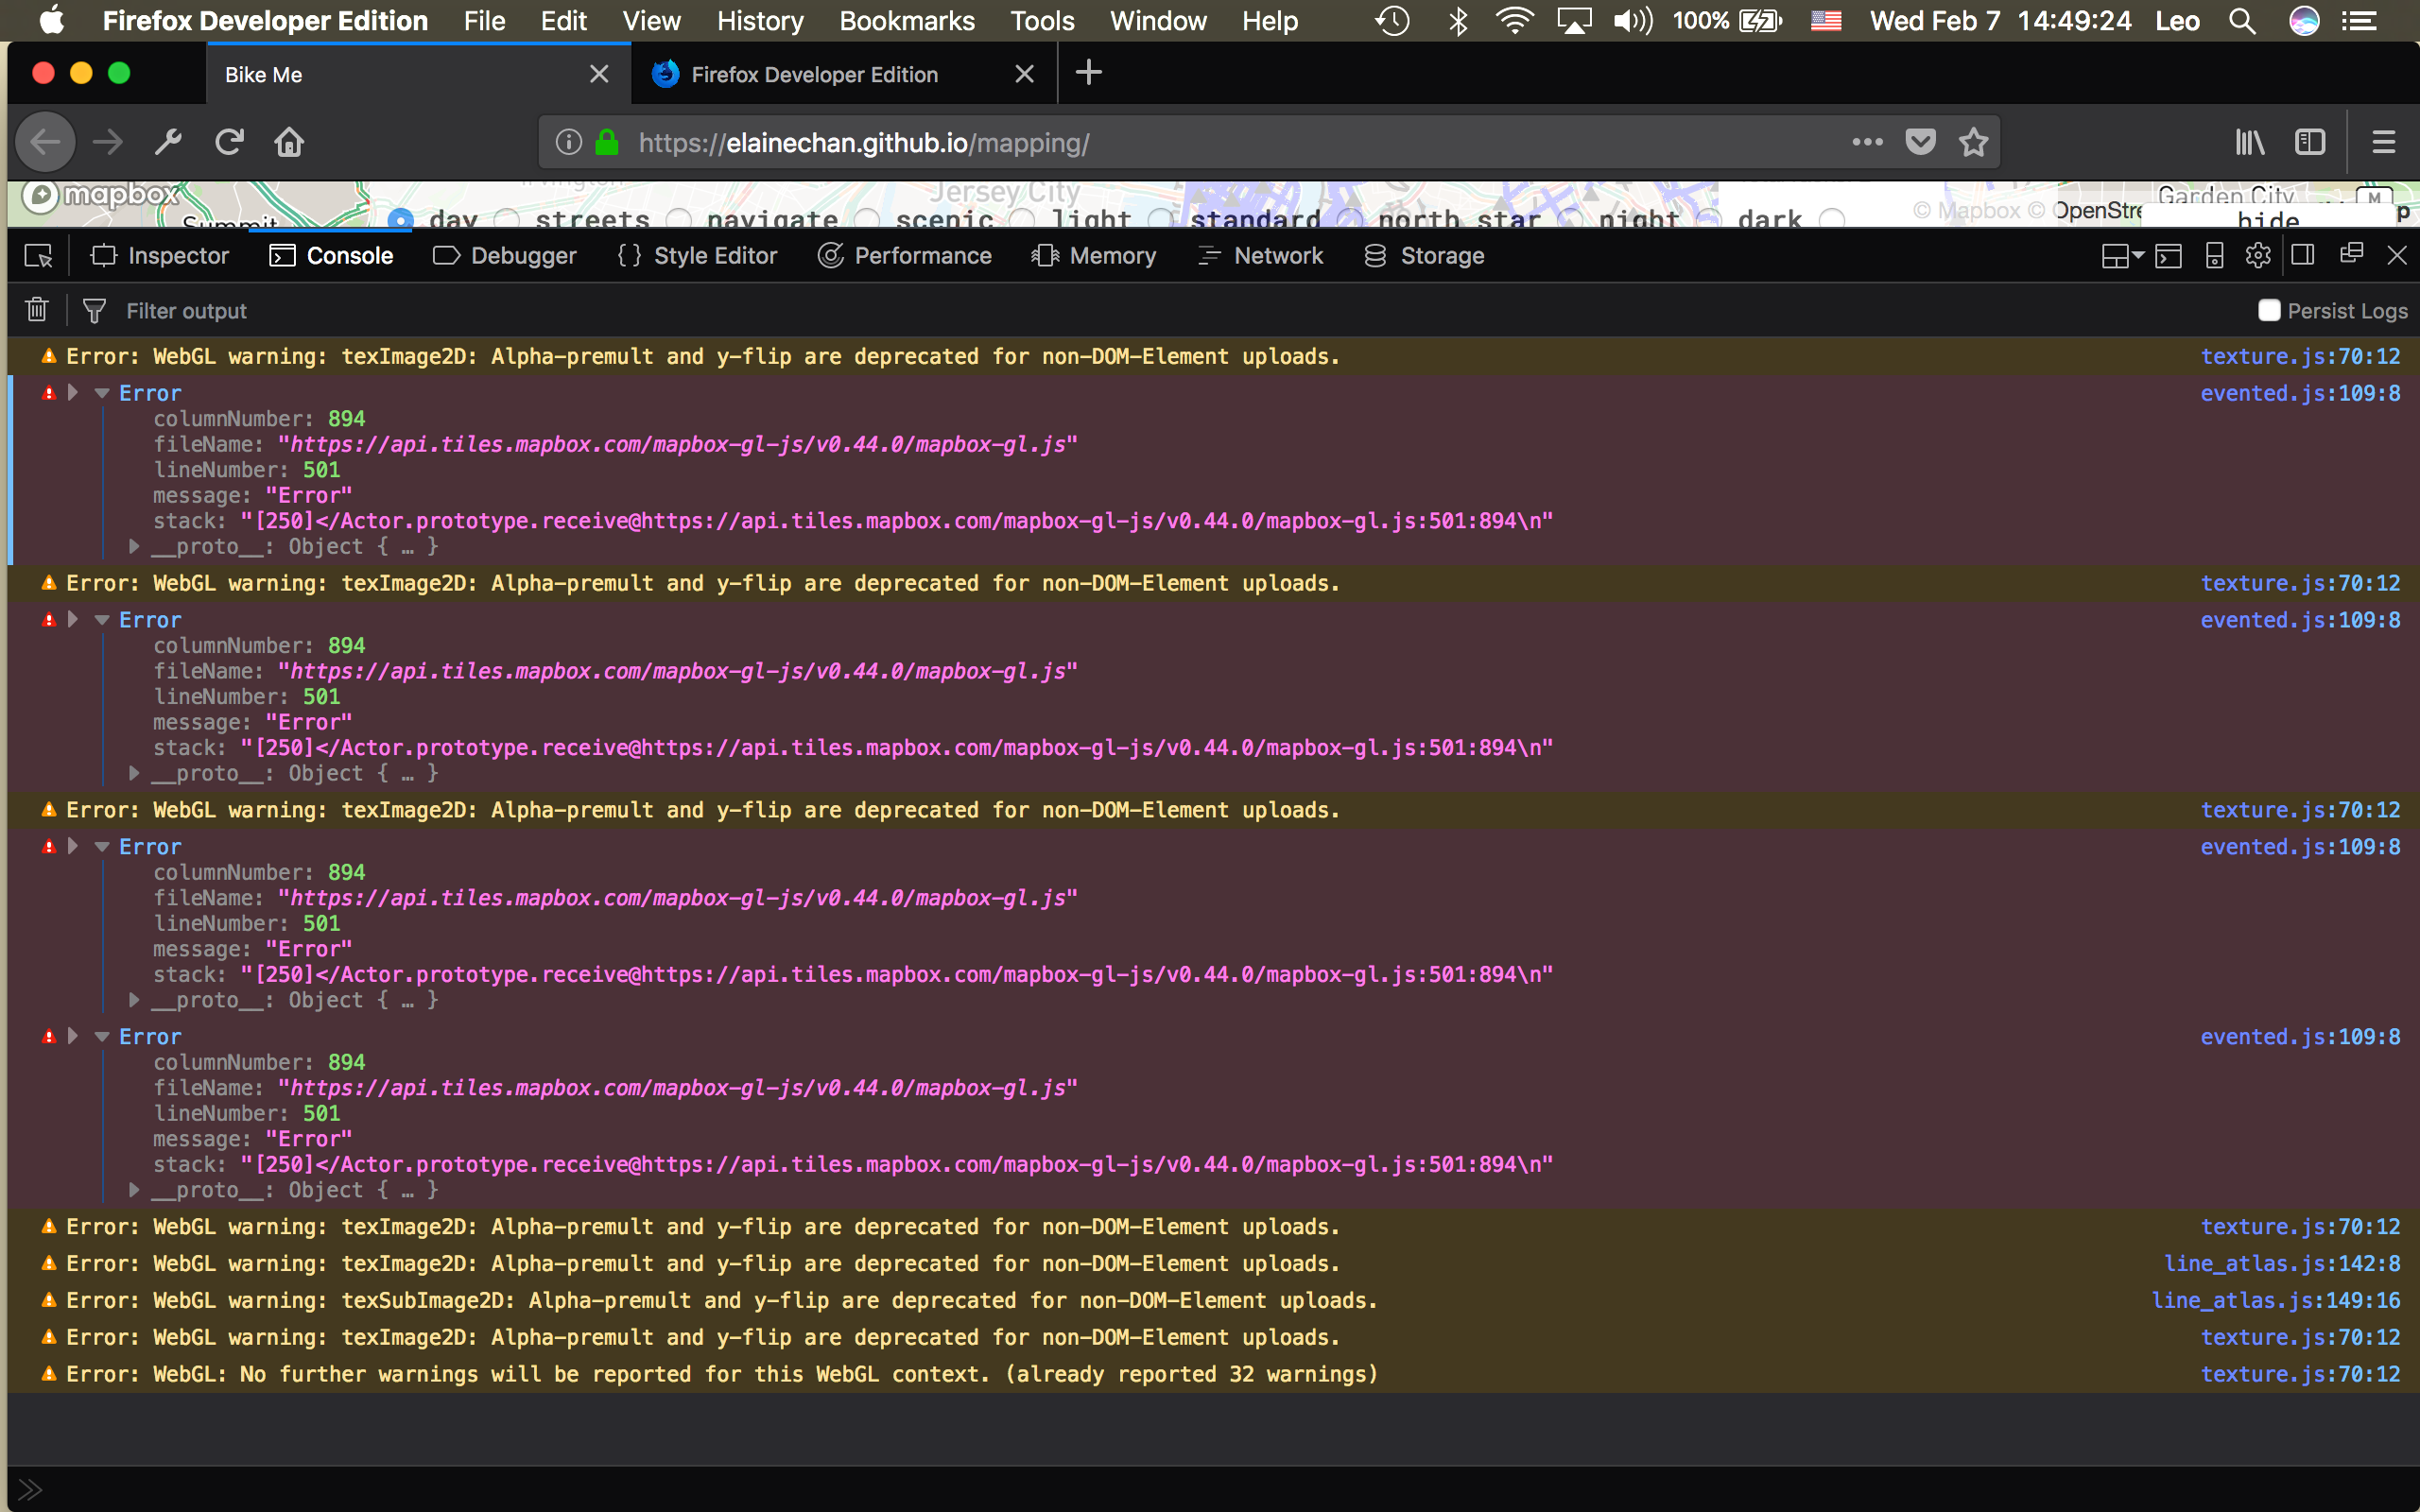 Firefox Developer Edition File Edit View History Bookmarks Tools Window Help 100% Wed Feb 7 14:49:24 Leo
Bike Me Firefox Developer Edition
https://elainechan.github.io/mapping/
mapbox Summit Jersey City Garden City
day streets navigate scenic light standard north star night dark © Mapbox © OpenStre hide
Inspector Console Debugger Style Editor Performance Memory Network Storage
Filter output Persist Logs
Error: WebGL warning: texImage2D: Alpha-premult and y-flip are deprecated for non-DOM-Element uploads. texture.js:70:12
Error evented.js:109:8
columnNumber: 894
fileName: "https://api.tiles.mapbox.com/mapbox-gl-js/v0.44.0/mapbox-gl.js"
lineNumber: 501
message: "Error"
stack: "[250]</Actor.prototype.receive@https://api.tiles.mapbox.com/mapbox-gl-js/v0.44.0/mapbox-gl.js:501:894\n"
__proto__: Object { … }
Error: WebGL warning: texImage2D: Alpha-premult and y-flip are deprecated for non-DOM-Element uploads. texture.js:70:12
Error evented.js:109:8
columnNumber: 894
fileName: "https://api.tiles.mapbox.com/mapbox-gl-js/v0.44.0/mapbox-gl.js"
lineNumber: 501
message: "Error"
stack: "[250]</Actor.prototype.receive@https://api.tiles.mapbox.com/mapbox-gl-js/v0.44.0/mapbox-gl.js:501:894\n"
__proto__: Object { … }
Error: WebGL warning: texImage2D: Alpha-premult and y-flip are deprecated for non-DOM-Element uploads. texture.js:70:12
Error evented.js:109:8
columnNumber: 894
fileName: "https://api.tiles.mapbox.com/mapbox-gl-js/v0.44.0/mapbox-gl.js"
lineNumber: 501
message: "Error"
stack: "[250]</Actor.prototype.receive@https://api.tiles.mapbox.com/mapbox-gl-js/v0.44.0/mapbox-gl.js:501:894\n"
__proto__: Object { … }
Error evented.js:109:8
columnNumber: 894
fileName: "https://api.tiles.mapbox.com/mapbox-gl-js/v0.44.0/mapbox-gl.js"
lineNumber: 501
message: "Error"
stack: "[250]</Actor.prototype.receive@https://api.tiles.mapbox.com/mapbox-gl-js/v0.44.0/mapbox-gl.js:501:894\n"
__proto__: Object { … }
Error: WebGL warning: texImage2D: Alpha-premult and y-flip are deprecated for non-DOM-Element uploads. texture.js:70:12
Error: WebGL warning: texImage2D: Alpha-premult and y-flip are deprecated for non-DOM-Element uploads. line_atlas.js:142:8
Error: WebGL warning: texSubImage2D: Alpha-premult and y-flip are deprecated for non-DOM-Element uploads. line_atlas.js:149:16
Error: WebGL warning: texImage2D: Alpha-premult and y-flip are deprecated for non-DOM-Element uploads. texture.js:70:12
Error: WebGL: No further warnings will be reported for this WebGL context. (already reported 32 warnings) texture.js:70:12